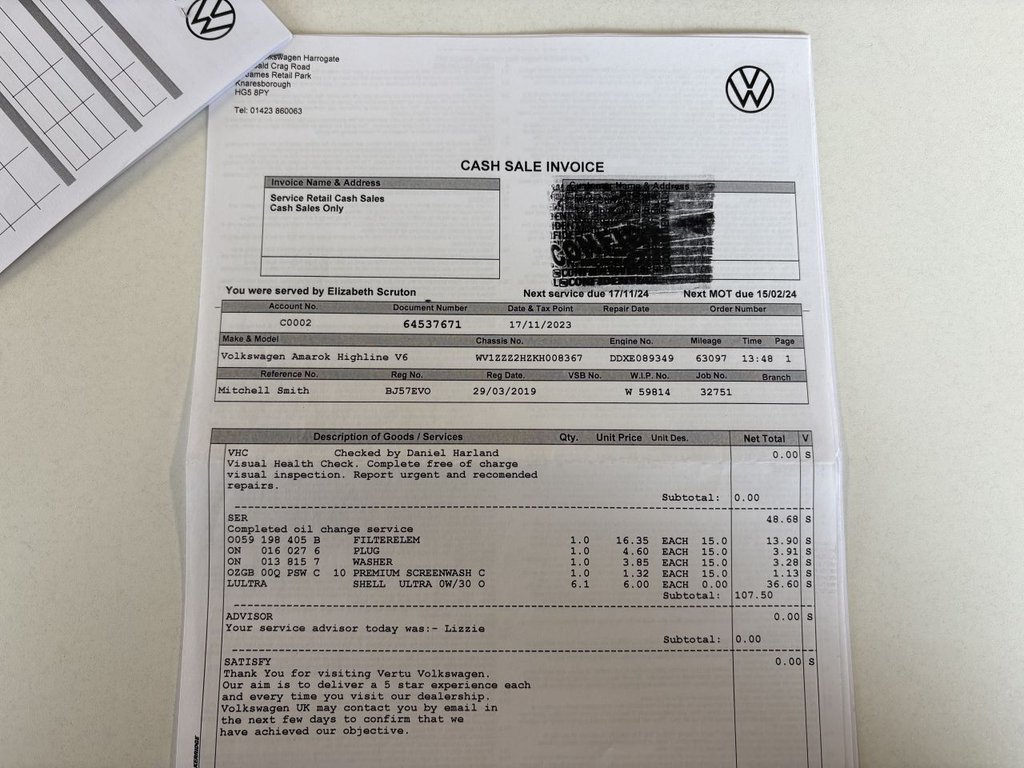 swagen Harrogate
ald Crag Road
James Retail Park
Knaresborough
HG5 8PY
Tel: 01423 860063
CASH SALE INVOICE
Invoice Name & Address
Service Retail Cash Sales
Cash Sales Only
Name & Address
You were served by Elizabeth Scruton
Next service due 17/11/24 Next MOT due 15/02/24
Account No. Document Number Date & Tax Point Repair Date Order Number
C0002 64537671 17/11/2023
Make & Model Chassis No. Engine No. Mileage Time Page
Volkswagen Amarok Highline V6 WV1ZZZ2HZKH008367 DDXE089349 63097 13:48 1
Reference No. Reg No. Reg Date. VSB No. W.I.P. No. Job No. Branch
Mitchell Smith BJ57EVO 29/03/2019 W 59814 32751
Description of Goods / Services Qty. Unit Price Unit Des. Net Total V
VHC Checked by Daniel Harland 0.00 S
Visual Health Check. Complete free of charge
visual inspection. Report urgent and recomended
repairs.
Subtotal: 0.00
SER 48.68 S
Completed oil change service
0059 198 405 B FILTERELEM 1.0 16.35 EACH 15.0 13.90 S
ON 016 027 6 PLUG 1.0 4.60 EACH 15.0 3.91 S
ON 013 815 7 WASHER 1.0 3.85 EACH 15.0 3.28 S
OZGB 00Q PSW C 10 PREMIUM SCREENWASH C 1.0 1.32 EACH 15.0 1.13 S
LULTRA SHELL ULTRA 0W/30 O 6.1 6.00 EACH 0.00 36.60 S
Subtotal: 107.50
ADVISOR 0.00 S
Your service advisor today was:- Lizzie
Subtotal: 0.00
SATISFY 0.00 S
Thank You for visiting Vertu Volkswagen.
Our aim is to deliver a 5 star experience each
and every time you visit our dealership.
Volkswagen UK may contact you by email in
the next few days to confirm that we
have achieved our objective.